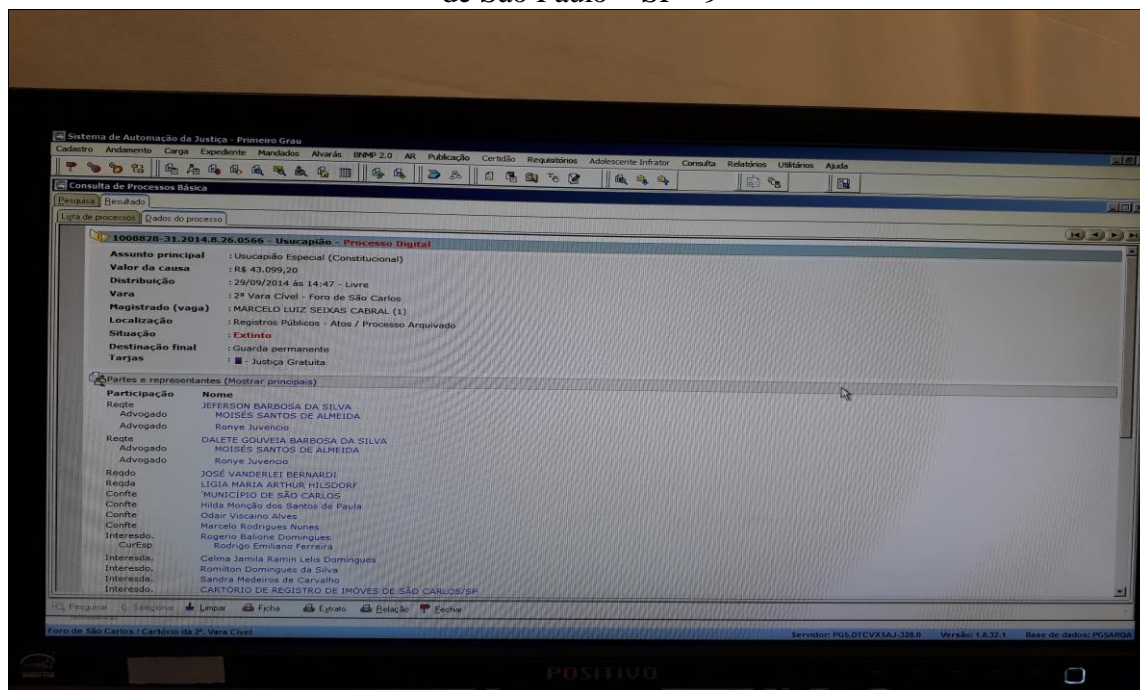 de São Paulo – SP – 9
Sistema de Automação da Justiça - Primeiro Grau
Cadastro Andamento Carga Expediente Mandados Alvarás BNMP 2.0 AR Publicação Certidão Requisitórios Adolescente Infrator Consulta Relatórios Utilitários Ajuda
Consulta de Processos Básica
Pesquisa Resultado
Lista de processos Dados do processo
1008828-31.2014.8.26.0566 - Usucapião - Processo Digital
Assunto principal : Usucapião Especial (Constitucional)
Valor da causa : R$ 43.099,20
Distribuição : 29/09/2014 às 14:47 - Livre
Vara : 2ª Vara Cível - Foro de São Carlos
Magistrado (vaga) : MARCELO LUIZ SEIXAS CABRAL (1)
Localização : Registros Públicos - Atos / Processo Arquivado
Situação : Extinto
Destinação final : Guarda permanente
Tarjas : - Justiça Gratuita
Partes e representantes (Mostrar principais)
Participação Nome
Reqte JEFERSON BARBOSA DA SILVA
Advogado MOISÉS SANTOS DE ALMEIDA
Advogado Ronye Juvencio
Reqte DALETE GOUVEIA BARBOSA DA SILVA
Advogado MOISÉS SANTOS DE ALMEIDA
Advogado Ronye Juvencio
Reqdo JOSÉ VANDERLEI BERNARDI
Reqda LIGIA MARIA ARTHUR HILSDORF
Confte 'MUNICÍPIO DE SÃO CARLOS
Confte Hilda Monção dos Santos de Paula
Confte Odair Viscaino Alves
Confte Marcelo Rodrigues Nunes
Interesdo. Rogerio Balione Domingues
CurEsp Rodrigo Emiliano Ferreira
Interesda. Celma Jamila Ramin Lelis Domingues
Interesda. Romilton Domingues da Silva
Interesda. Sandra Medeiros de Carvalho
Interesdo. CARTÓRIO DE REGISTRO DE IMÓVEIS DE SÃO CARLOS/SP
Pesquisar Selecionar Limpar Ficha Extrato Relação Fechar
Foro de São Carlos / Cartório da 2ª. Vara Cível Servidor: PG5.DTCVXSAJ-328.0 Versão: 1.8.32-1 Base de dados: PG5ARQA
POSITIVO